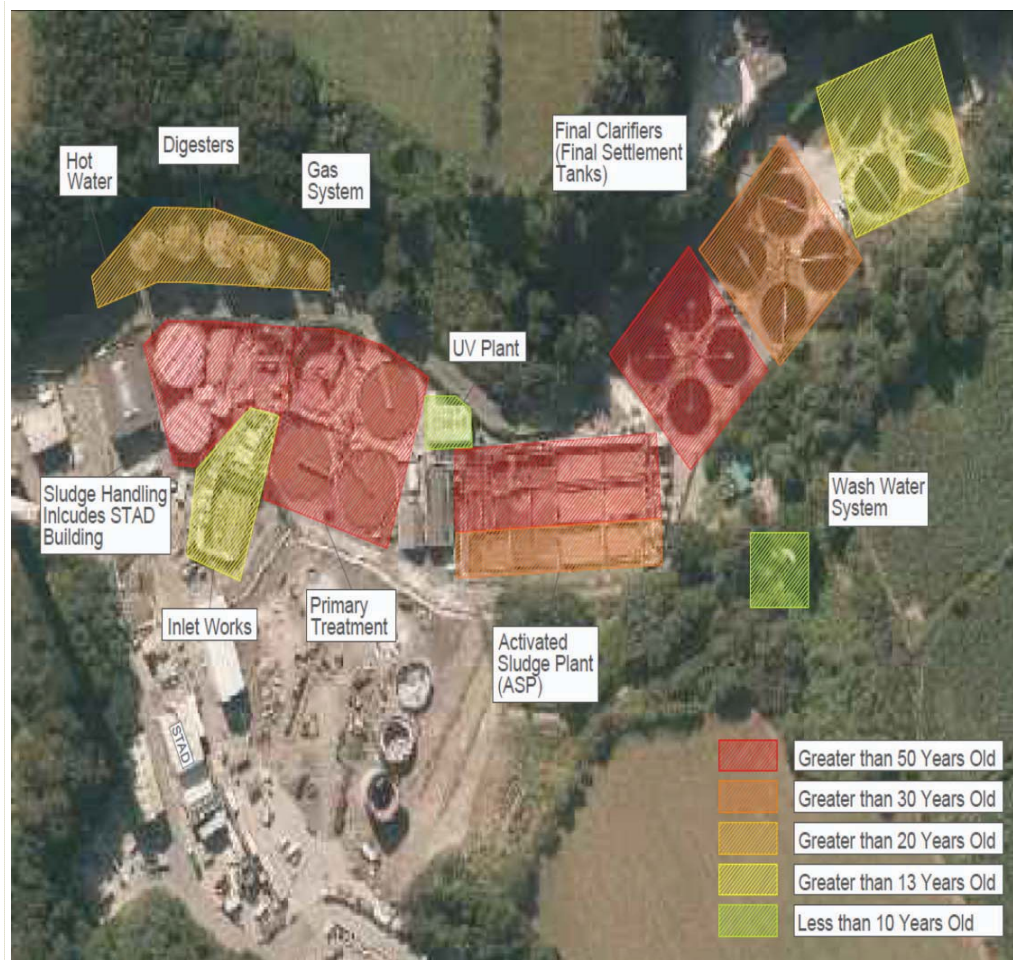 Final Clarifiers
(Final Settlement
Tanks)
Digesters
Hot
Water
Gas
System
UV Plant
Sludge Handling
Inlcudes STAD
Building
Wash Water
System
Inlet Works
Primary
Treatment
Activated
Sludge Plant
(ASP)
STAD
Greater than 50 Years Old
Greater than 30 Years Old
Greater than 20 Years Old
Greater than 13 Years Old
Less than 10 Years Old